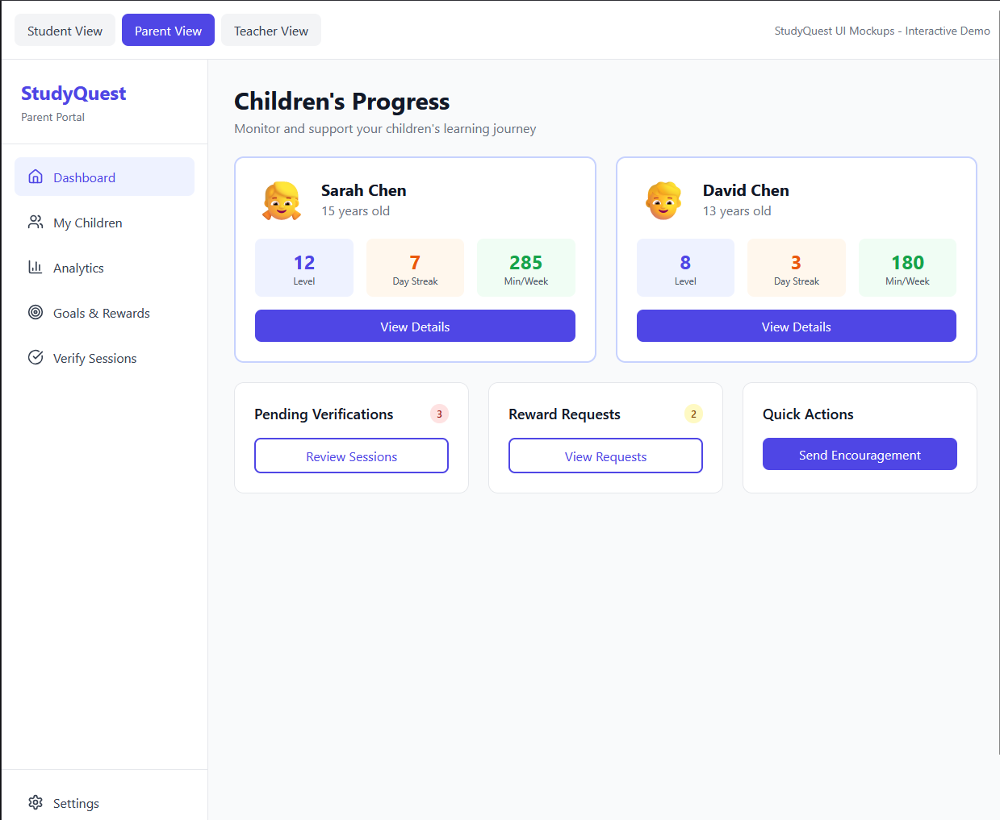 Student View
Parent View
Teacher View
StudyQuest UI Mockups - Interactive Demo
StudyQuest
Parent Portal
Dashboard
My Children
Analytics
Goals & Rewards
Verify Sessions
Settings
Children's Progress
Monitor and support your children's learning journey
Sarah Chen
15 years old
12
Level
7
Day Streak
285
Min/Week
View Details
David Chen
13 years old
8
Level
3
Day Streak
180
Min/Week
View Details
Pending Verifications
3
Review Sessions
Reward Requests
2
View Requests
Quick Actions
Send Encouragement